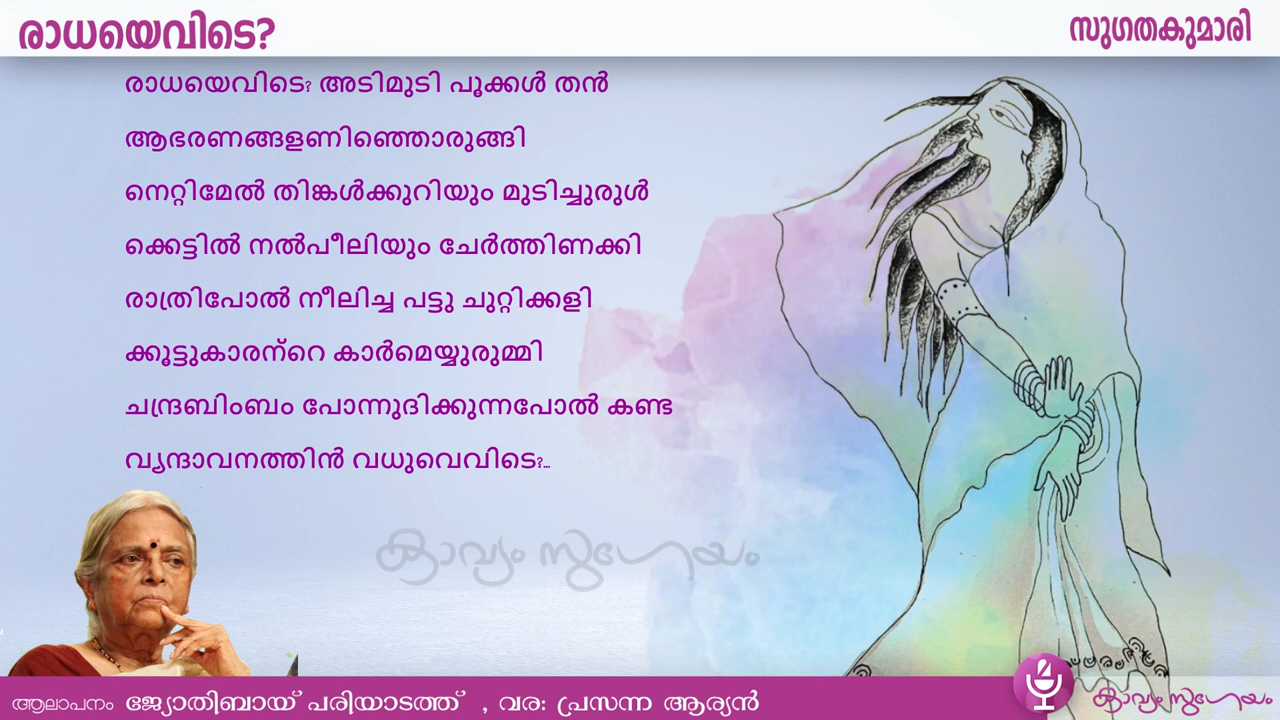 രാധയെവിടെ?
സുഗതകുമാരി
രാധയെവിടെ? അടിമുടി പൂക്കൾ തൻ
ആഭരണങ്ങളണിഞ്ഞൊരുങ്ങി
നെറ്റിമേൽ തിങ്കൾക്കുറിയും മുടിച്ചുരുൾ
ക്കെട്ടിൽ നൽപീലിയും ചേർത്തിണക്കി
രാത്രിപോൽ നീലിച്ച പട്ടു ചുറ്റിക്കളി
ക്കൂട്ടുകാരന്റെ കാർമെയ്യുരുമ്മി
ചന്ദ്രബിംബം പോന്നുദിക്കുന്നപോൽ കണ്ട
വ്യന്ദാവനത്തിൻ വധുവെവിടെ?...
കാവ്യം സുഗേയം
ആലാപനം ജ്യോതിബായ് പരിയാടത്ത് , വര: പ്രസന്ന ആര്യൻ
കാവ്യം സുഗേയം